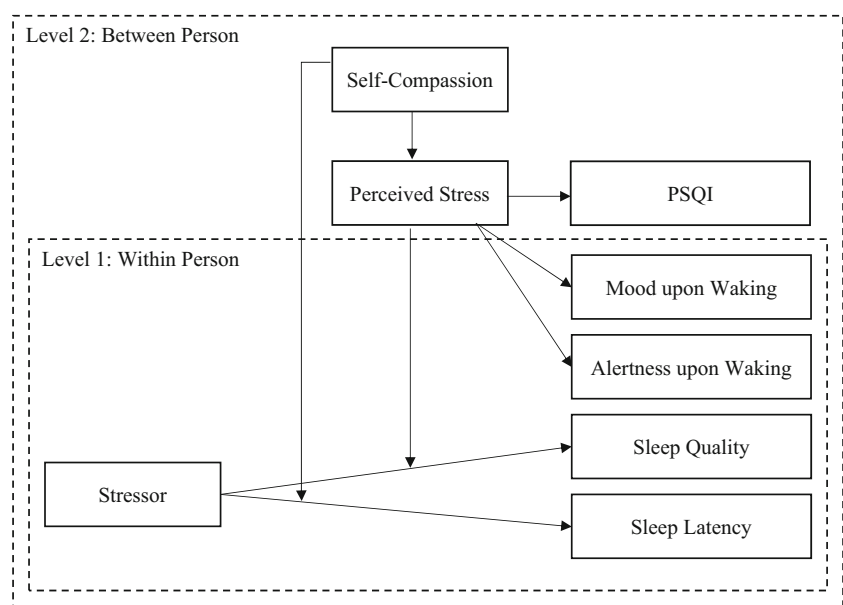 Level 2: Between Person
Self-Compassion
Perceived Stress
PSQI
Level 1: Within Person
Mood upon Waking
Alertness upon Waking
Sleep Quality
Stressor
Sleep Latency